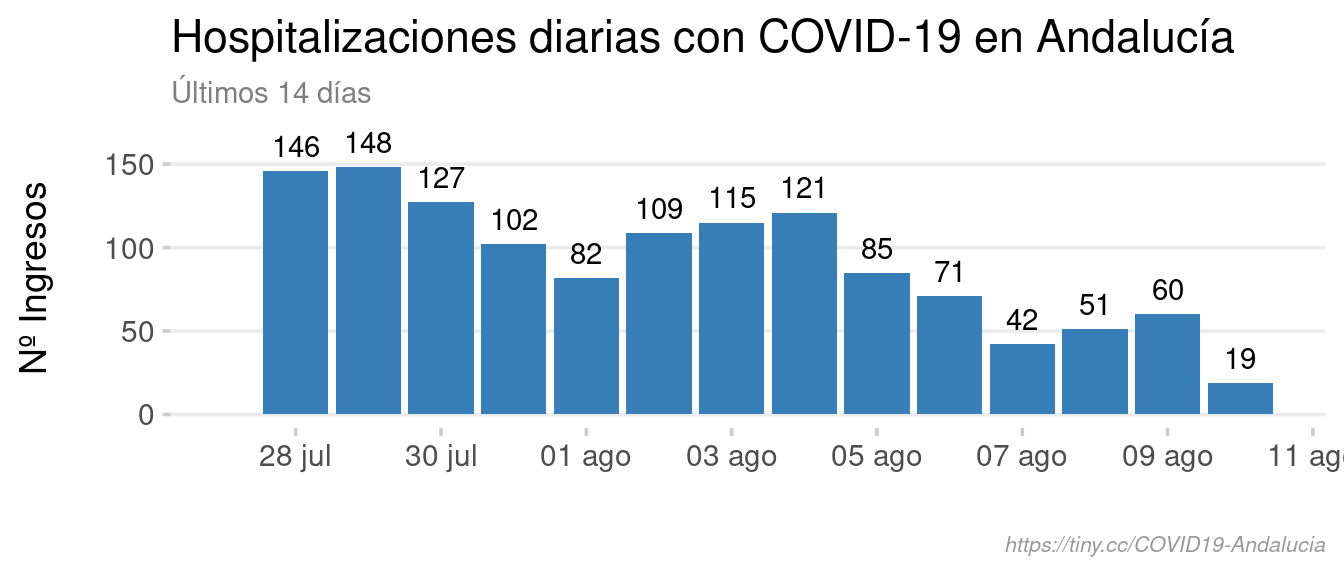 Hospitalizaciones diarias con COVID-19 en Andalucía
Últimos 14 días
Nº Ingresos
150
100
50
0
146
148
127
102
82
109
115
121
85
71
42
51
60
19
28 jul
30 jul
01 ago
03 ago
05 ago
07 ago
09 ago
11 ag
https://tiny.cc/COVID19-Andalucia